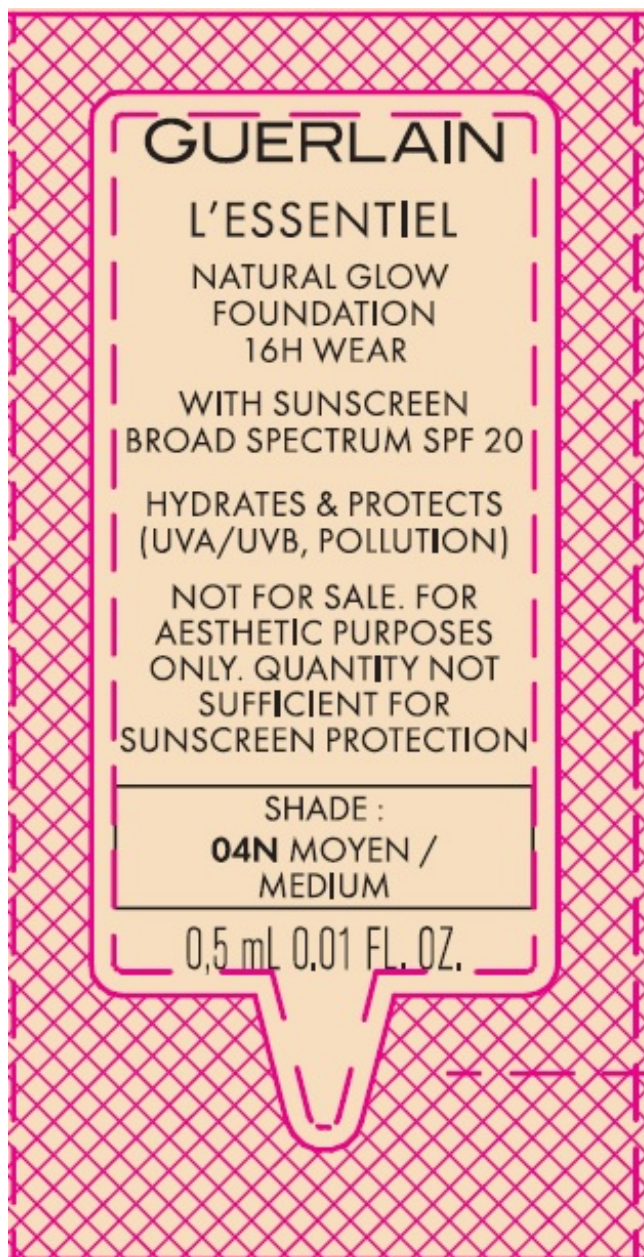 GUERLAIN
L'ESSENTIEL
NATURAL GLOW
FOUNDATION
16H WEAR
WITH SUNSCREEN
BROAD SPECTRUM SPF 20
HYDRATES & PROTECTS
(UVA/UVB, POLLUTION)
NOT FOR SALE. FOR
AESTHETIC PURPOSES
ONLY. QUANTITY NOT
SUFFICIENT FOR
SUNSCREEN PROTECTION
SHADE :
04N MOYEN /
MEDIUM
0,5 mL 0.01 FL. OZ.